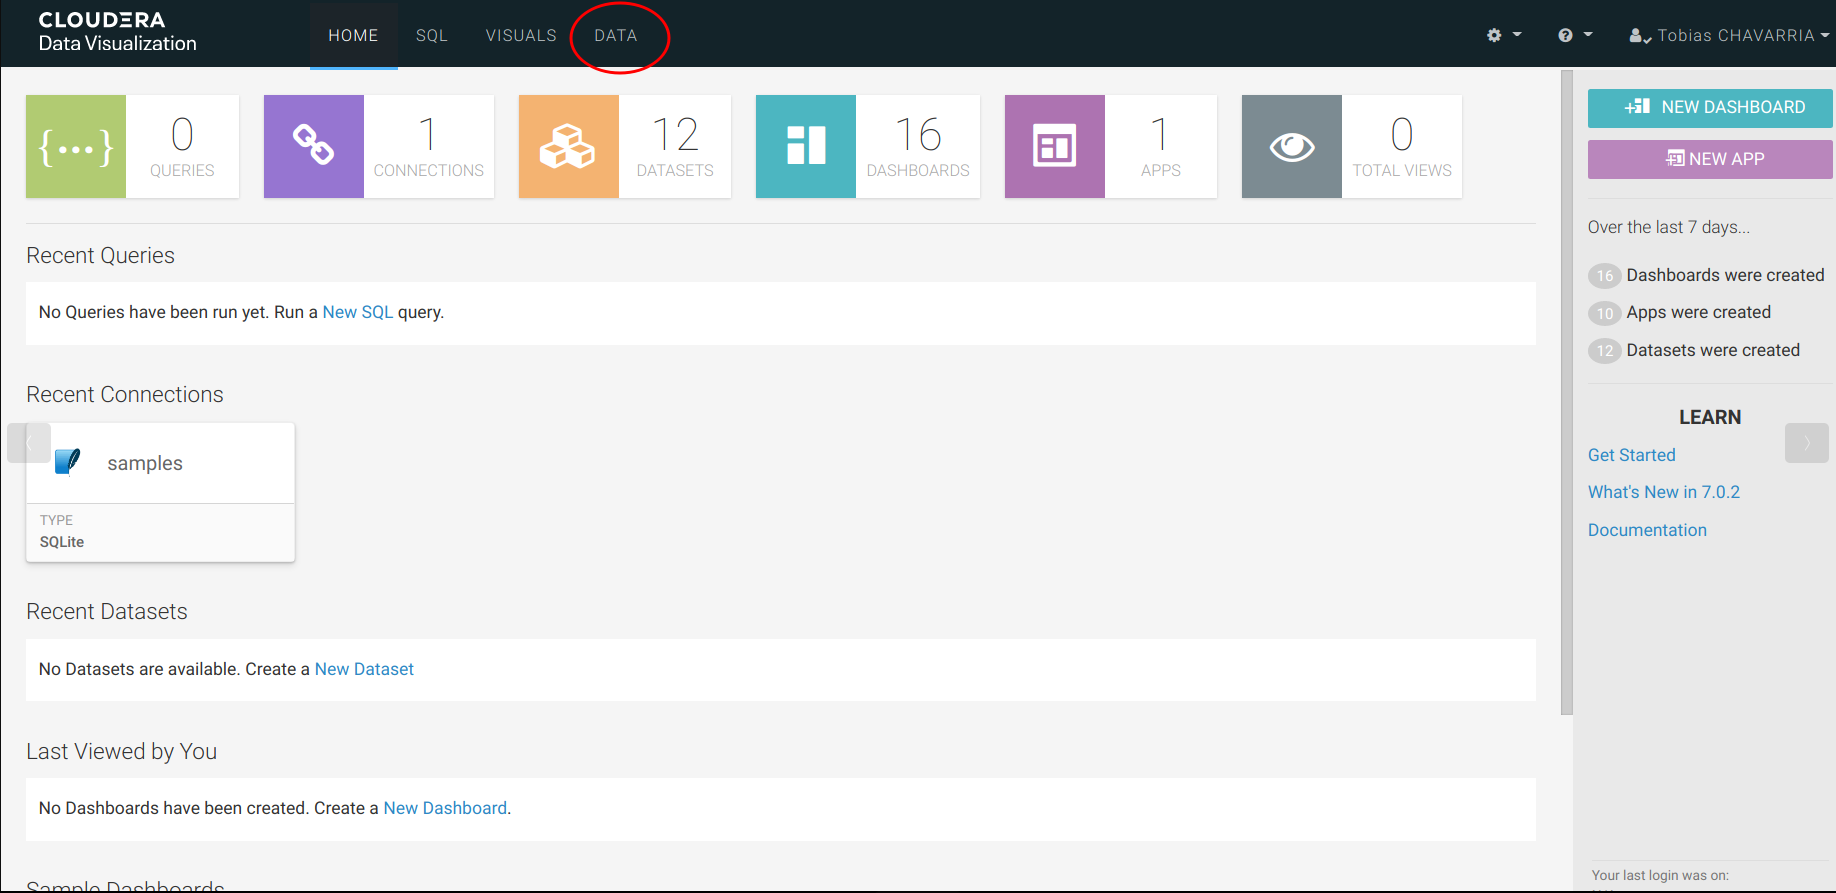 CLOUDERA
Data Visualization
HOME
SQL
VISUALS
DATA
Tobias CHAVARRIA
{...}
0
QUERIES
1
CONNECTIONS
12
DATASETS
16
DASHBOARDS
1
APPS
0
TOTAL VIEWS
NEW DASHBOARD
NEW APP
Over the last 7 days...
16 Dashboards were created
10 Apps were created
12 Datasets were created
LEARN
Get Started
What's New in 7.0.2
Documentation
Recent Queries
No Queries have been run yet. Run a New SQL query.
Recent Connections
samples
TYPE
SQLite
Recent Datasets
No Datasets are available. Create a New Dataset
Last Viewed by You
No Dashboards have been created. Create a New Dashboard.
Sample Dashboards
Your last login was on: